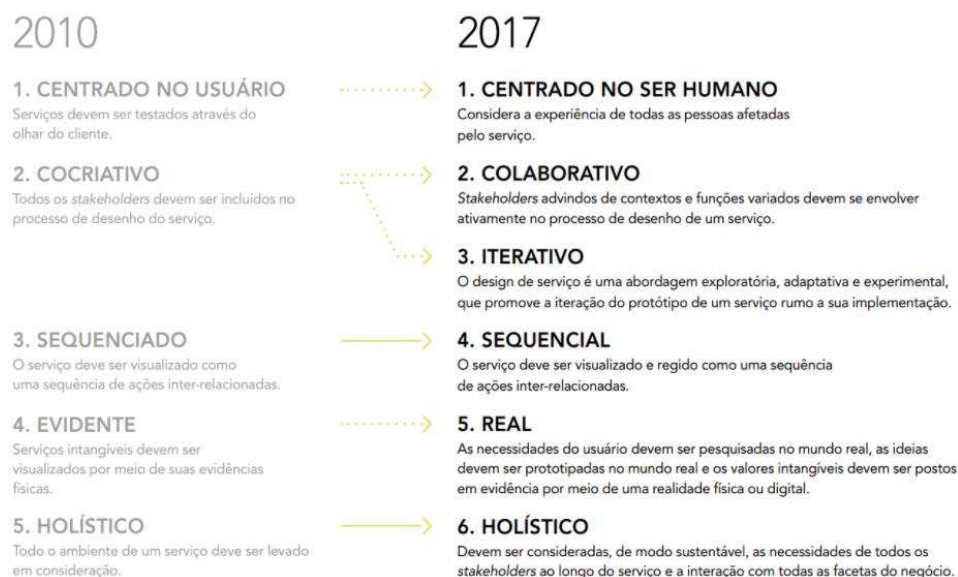 2010
1. CENTRADO NO USUÁRIO
Serviços devem ser testados através do
olhar do cliente.
2. COCRIATIVO
Todos os stakeholders devem ser incluídos no
processo de desenho do serviço.
3. SEQUENCIADO
O serviço deve ser visualizado como
uma sequência de ações inter-relacionadas.
4. EVIDENTE
Serviços intangíveis devem ser
visualizados por meio de suas evidências
físicas.
5. HOLÍSTICO
Todo o ambiente de um serviço deve ser levado
em consideração.
2017
1. CENTRADO NO SER HUMANO
Considera a experiência de todas as pessoas afetadas
pelo serviço.
2. COLABORATIVO
Stakeholders advindos de contextos e funções variados devem se envolver
ativamente no processo de desenho de um serviço.
3. ITERATIVO
O design de serviço é uma abordagem exploratória, adaptativa e experimental,
que promove a iteração do protótipo de um serviço rumo a sua implementação.
4. SEQUENCIAL
O serviço deve ser visualizado e regido como uma sequência
de ações inter-relacionadas.
5. REAL
As necessidades do usuário devem ser pesquisadas no mundo real, as ideias
devem ser prototipadas no mundo real e os valores intangíveis devem ser postos
em evidência por meio de uma realidade física ou digital.
6. HOLÍSTICO
Devem ser consideradas, de modo sustentável, as necessidades de todos os
stakeholders ao longo do serviço e a interação com todas as facetas do negócio.